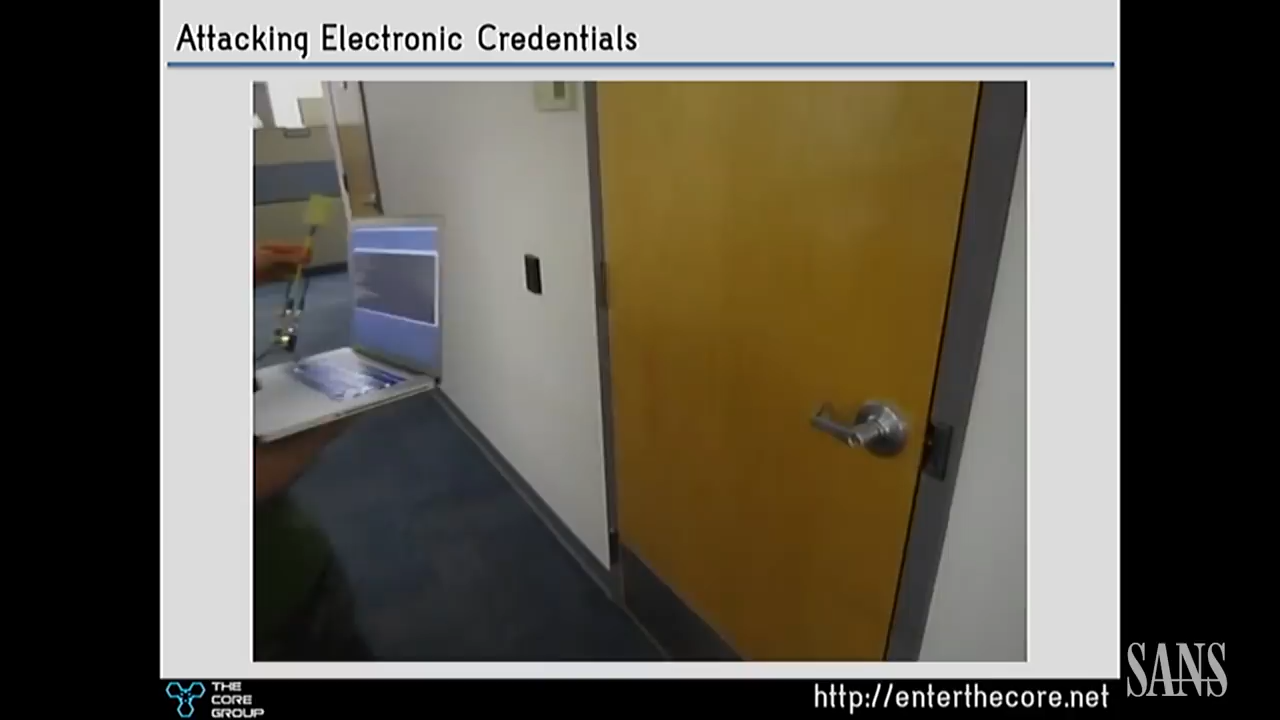 Attacking Electronic Credentials
THE
CORE
GROUP
http://enterthecore.net
SANS